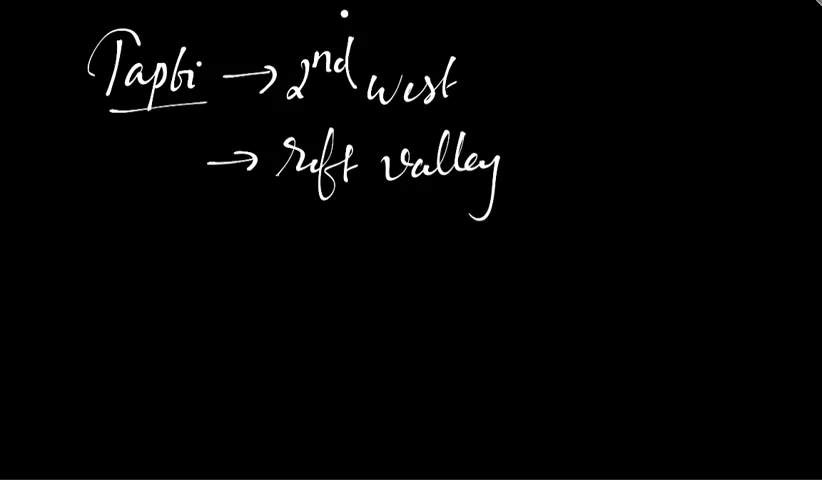 Tapti → 2nd west
→ rift valley